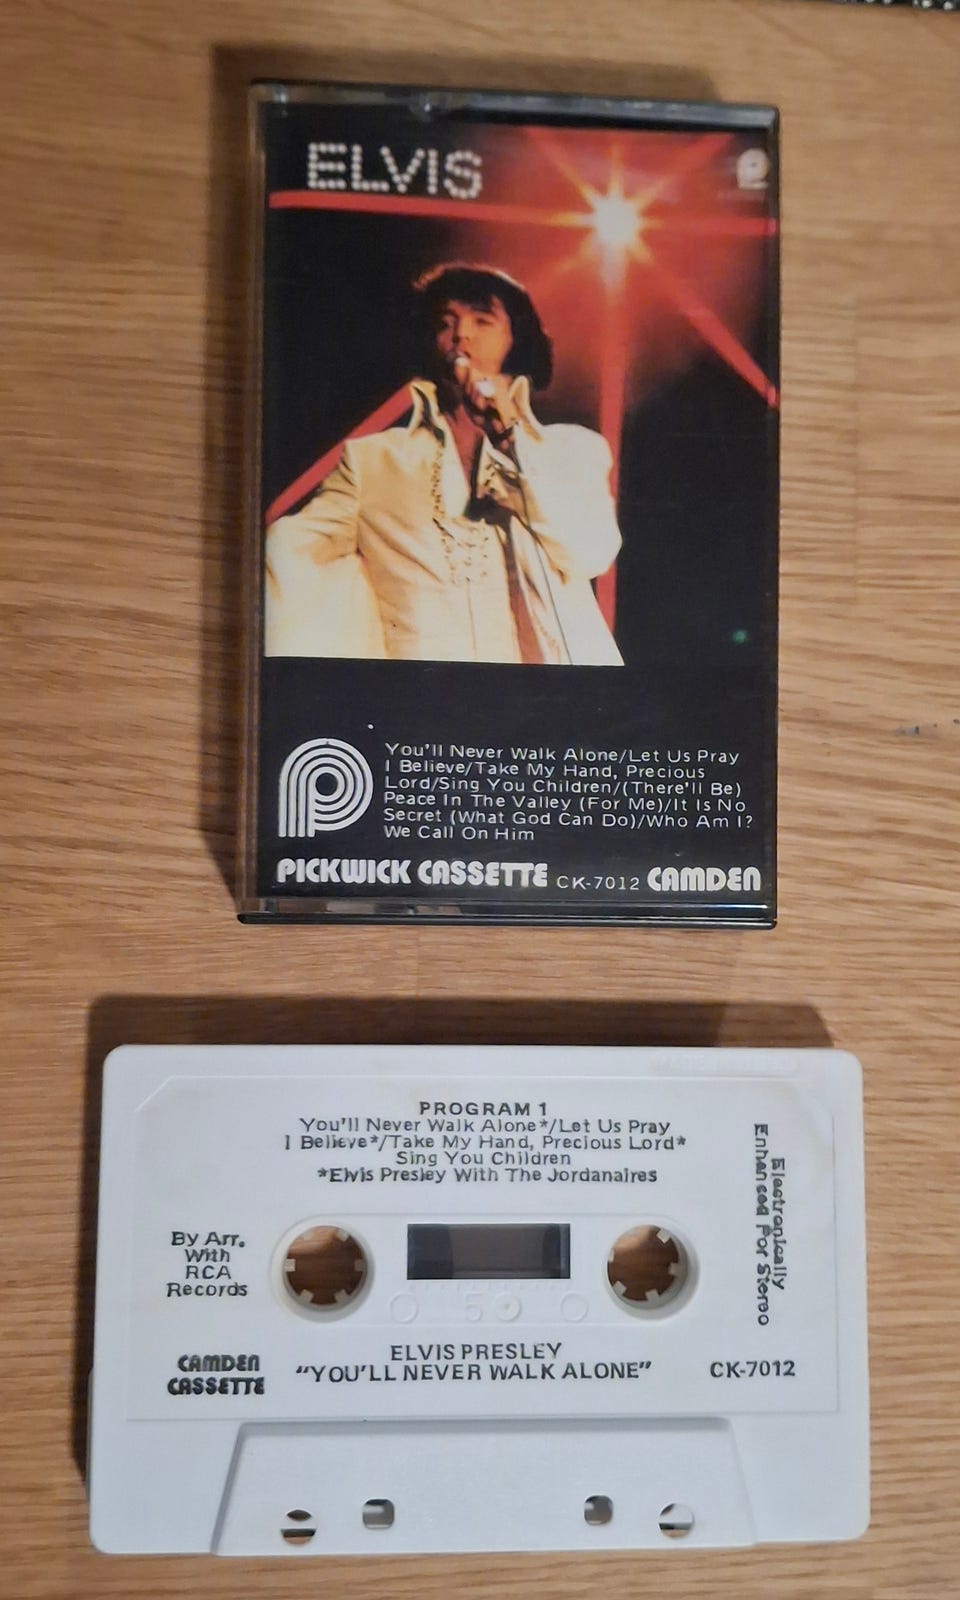 ELVIS
You'll Never Walk Alone/Let Us Pray
I Believe/Take My Hand, Precious
Lord/Sing You Children/(There'll Be)
Peace In The Valley (For Me)/It Is No
Secret (What God Can Do)/Who Am I?
We Call On Him
PICKWICK CASSETTE CK-7012 CAMDEN
PROGRAM 1
You'll Never Walk Alone*/Let Us Pray
I Believe*/Take My Hand, Precious Lord*
Sing You Children
*Elvis Presley With The Jordanaires
Electronically
Enhanced For Stereo
By Arr.
With
RCA
Records
50
CAMDEN
CASSETTE
ELVIS PRESLEY
"YOU'LL NEVER WALK ALONE"
CK-7012